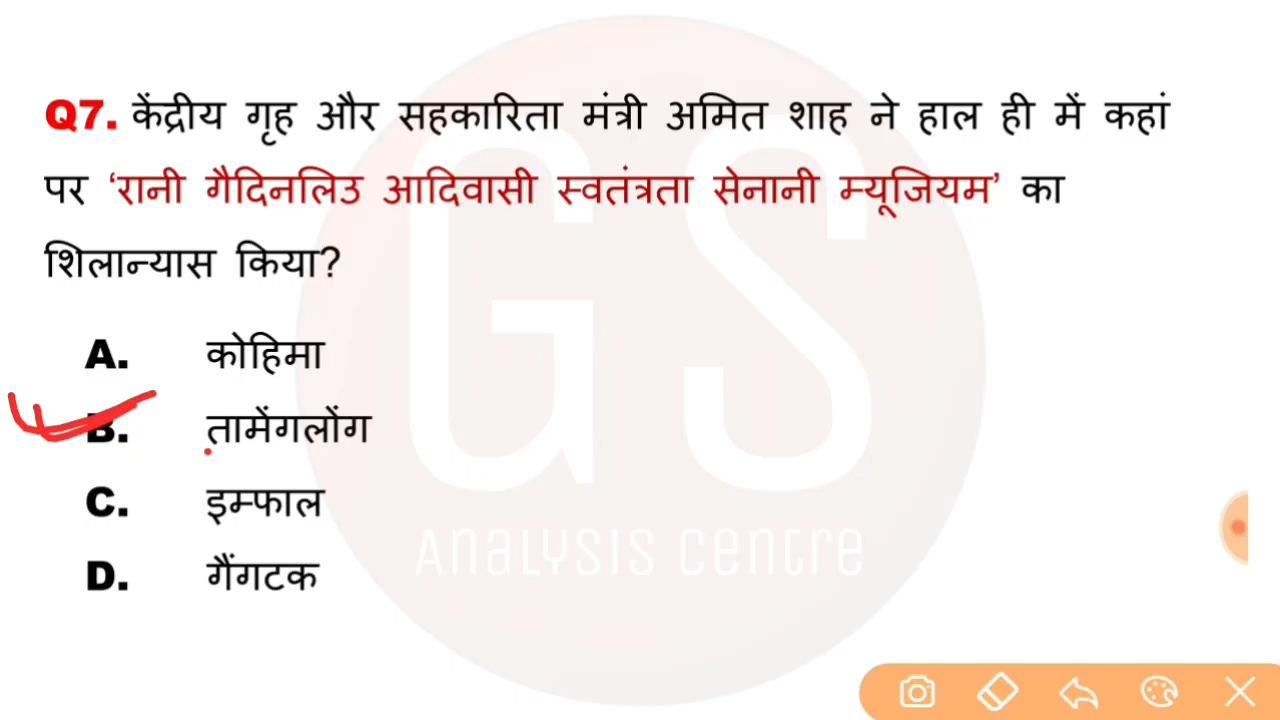 Q7. केंद्रीय गृह और सहकारिता मंत्री अमित शाह ने हाल ही में कहां
पर ‘रानी गैदिनलिउ आदिवासी स्वतंत्रता सेनानी म्यूजियम’ का
शिलान्यास किया?
A. कोहिमा
B. तामेंगलोंग
C. इम्फाल
D. गैंगटक
GS
Analysis Centre